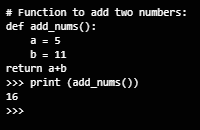 # Function to add two numbers:
def add_nums():
    a = 5
    b = 11
return a+b
>>> print (add_nums())
16
>>>